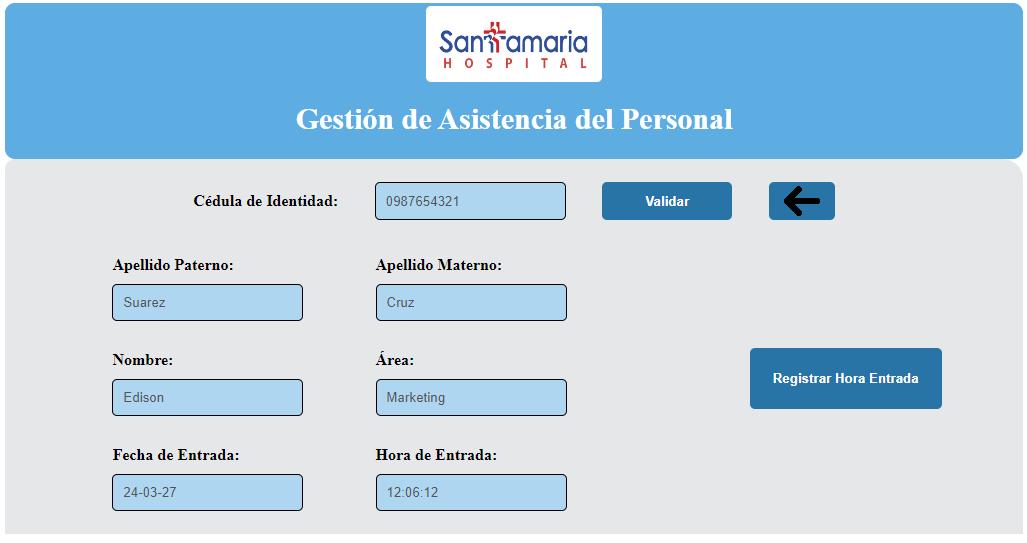 Santamaria
HOSPITAL
Gestión de Asistencia del Personal
Cédula de Identidad: 0987654321 Validar
Apellido Paterno: Apellido Materno:
Suarez Cruz
Nombre: Área:
Edison Marketing
Registrar Hora Entrada
Fecha de Entrada: Hora de Entrada:
24-03-27 12:06:12